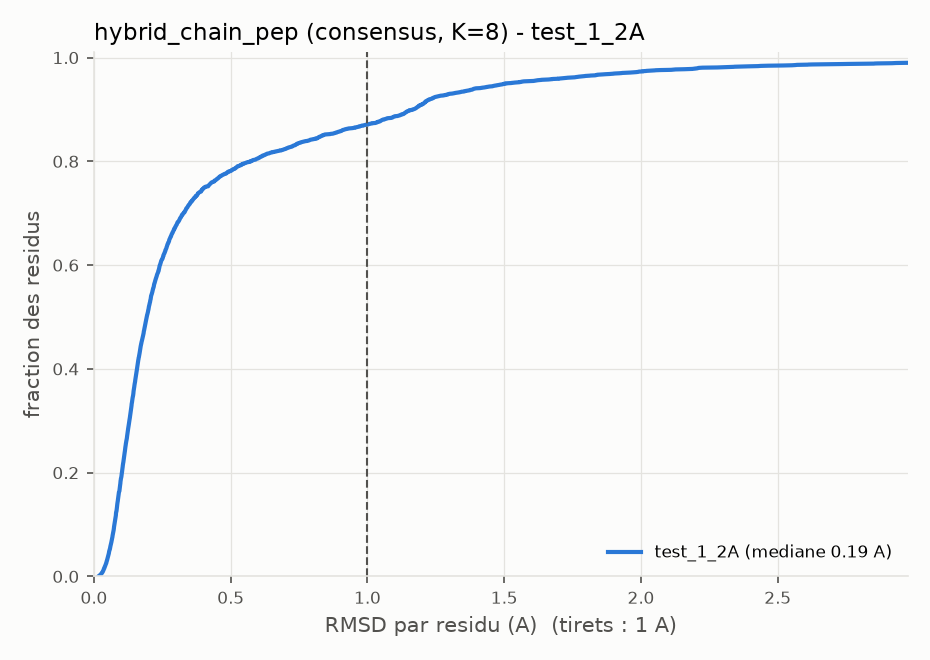 hybrid_chain_pep (consensus, K=8) - test_1_2A
fraction des residus
1.0
0.8
0.6
0.4
0.2
0.0
test_1_2A (mediane 0.19 A)
0.0 0.5 1.0 1.5 2.0 2.5
RMSD par residu (A)  (tirets : 1 A)